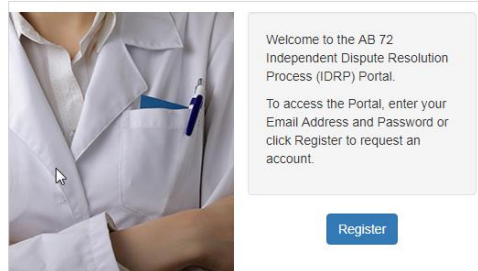 Welcome to the AB 72
Independent Dispute Resolution
Process (IDRP) Portal.
To access the Portal, enter your
Email Address and Password or
click Register to request an
account.
Register